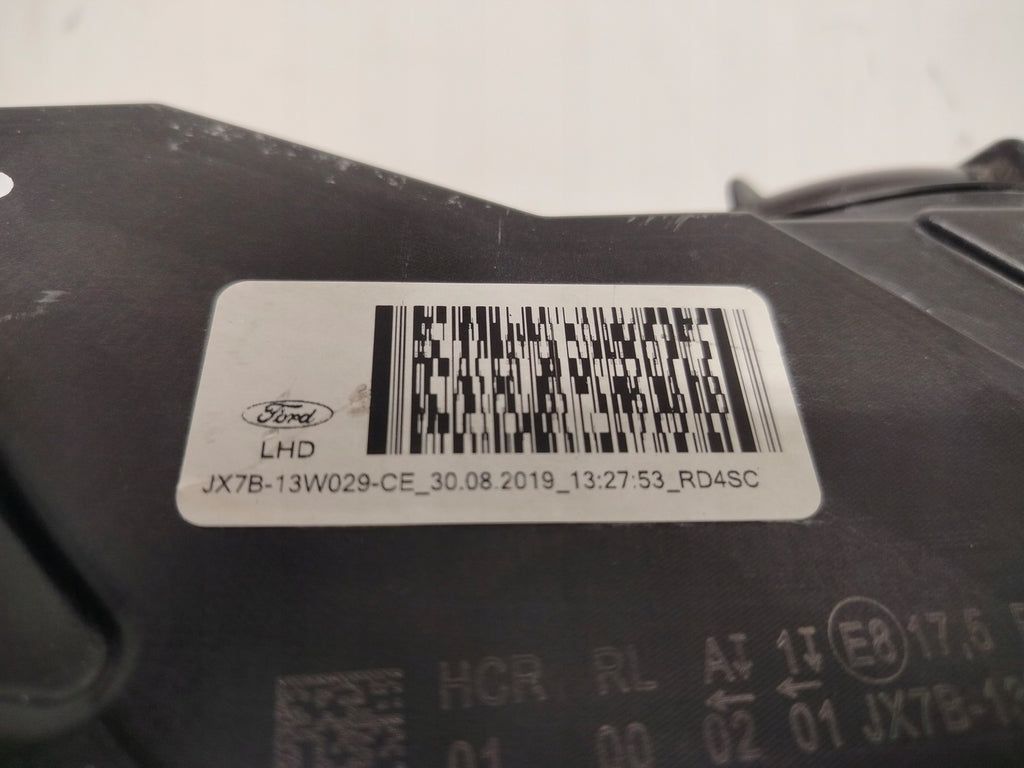 Ford
LHD
JX7B-13W029-CE_30.08.2019_13:27:53_RD4SC
HCR RL A 1 E8 17,5
01 00 02 01 JX7B-13